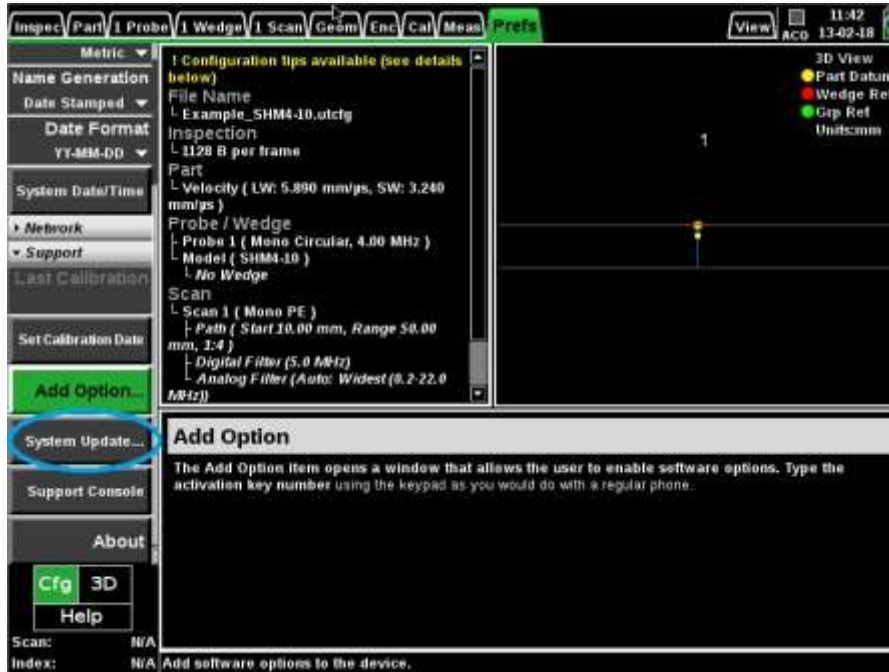 Inspec Part 1 Probe 1 Wedge 1 Scan Geom Enc Cal Meas Prefs View ACQ 11:42
13-02-18
Metric
Name Generation
Date Stamped
Date Format
YY-MM-DD
System Date/Time
Network
Support
Last Calibration
Set Calibration Date
Add Option...
System Update...
Support Console
About
Cfg 3D
Help
Scan: N/A
Index: N/A
! Configuration tips available (see details
below)
File Name
Example_SHM4-10.utcfg
Inspection
1128 B per frame
Part
Velocity ( LW: 5.890 mm/µs, SW: 3.240
mm/µs )
Probe / Wedge
Probe 1 ( Mono Circular, 4.00 MHz )
Model ( SHM4-10 )
No Wedge
Scan
Scan 1 ( Mono PE )
Path ( Start 10.00 mm, Range 50.00
mm, 1:4 )
Digital Filter (5.0 MHz)
Analog Filter (Auto: Widest (0.2-22.0
MHz))
3D View
Part Datum
Wedge Re
Grp Ref
Units:mm
1
Add Option
The Add Option item opens a window that allows the user to enable software options. Type the
activation key number using the keypad as you would do with a regular phone.
Add software options to the device.